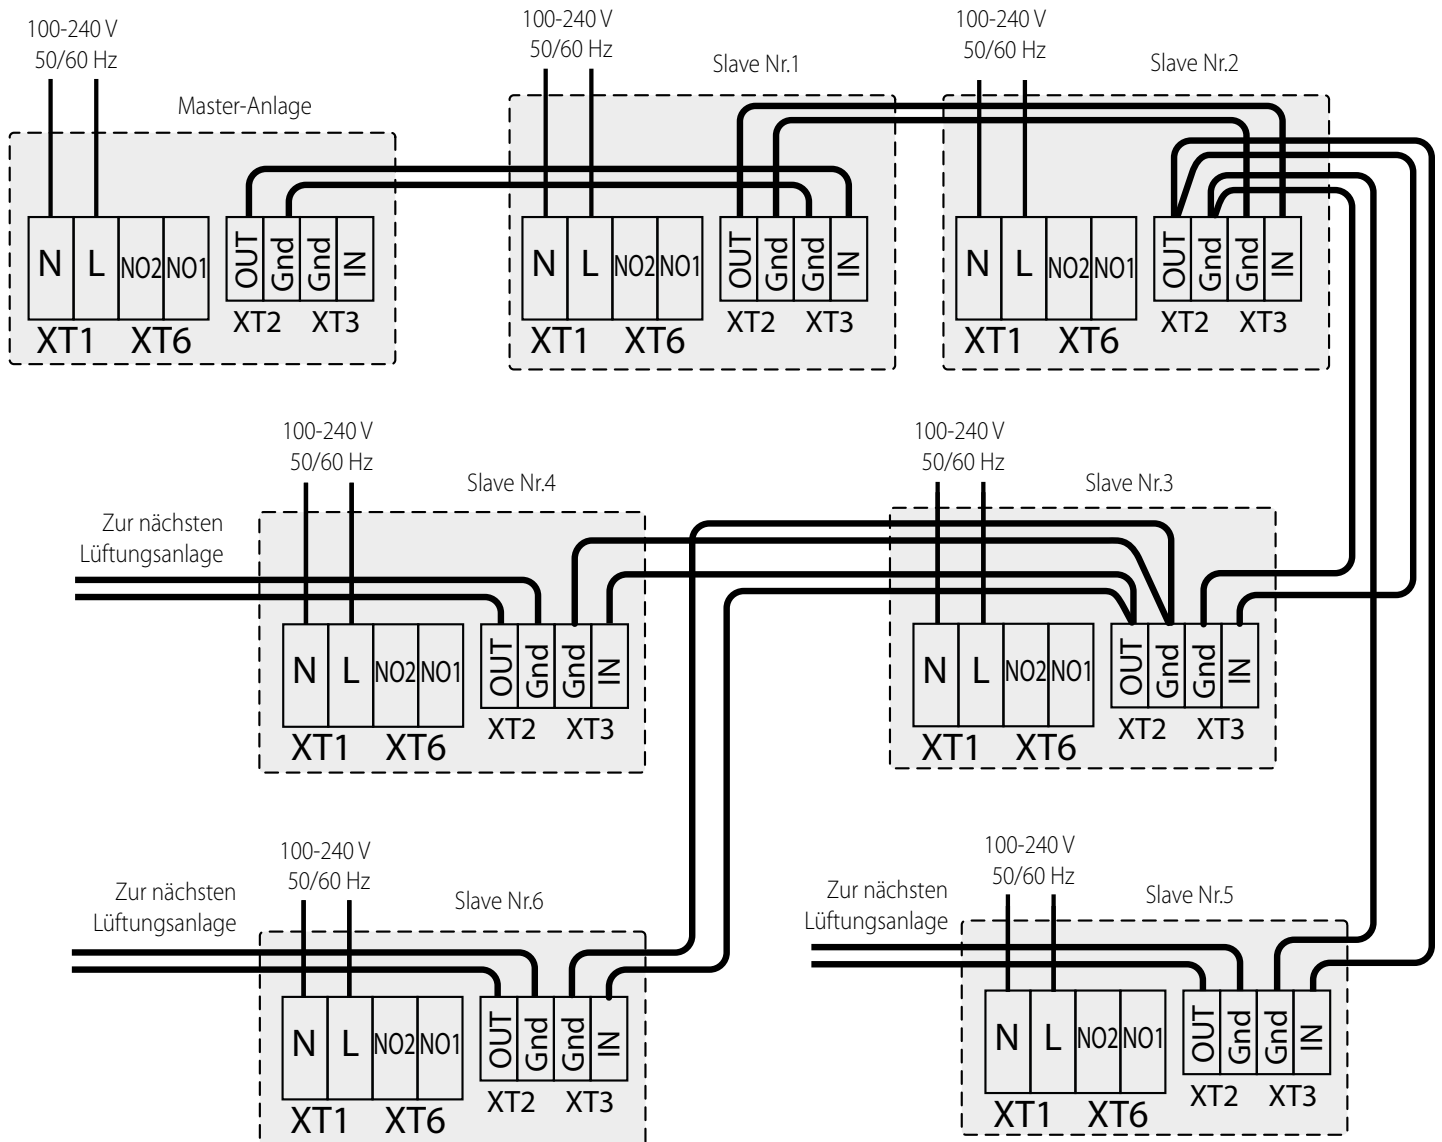 100-240 V
50/60 Hz
Master-Anlage
N L NO2 NO1
OUT Gnd Gnd IN
XT1 XT6
XT2 XT3
100-240 V
50/60 Hz
Slave Nr.1
N L NO2 NO1
OUT Gnd Gnd IN
XT1 XT6
XT2 XT3
100-240 V
50/60 Hz
Slave Nr.2
N L NO2 NO1
OUT Gnd Gnd IN
XT1 XT6
XT2 XT3
100-240 V
50/60 Hz
Slave Nr.4
Zur nächsten
Lüftungsanlage
N L NO2 NO1
OUT Gnd Gnd IN
XT1 XT6
XT2 XT3
100-240 V
50/60 Hz
Slave Nr.3
N L NO2 NO1
OUT Gnd Gnd IN
XT1 XT6
XT2 XT3
100-240 V
50/60 Hz
Slave Nr.6
Zur nächsten
Lüftungsanlage
N L NO2 NO1
OUT Gnd Gnd IN
XT1 XT6
XT2 XT3
100-240 V
50/60 Hz
Slave Nr.5
Zur nächsten
Lüftungsanlage
N L NO2 NO1
OUT Gnd Gnd IN
XT1 XT6
XT2 XT3